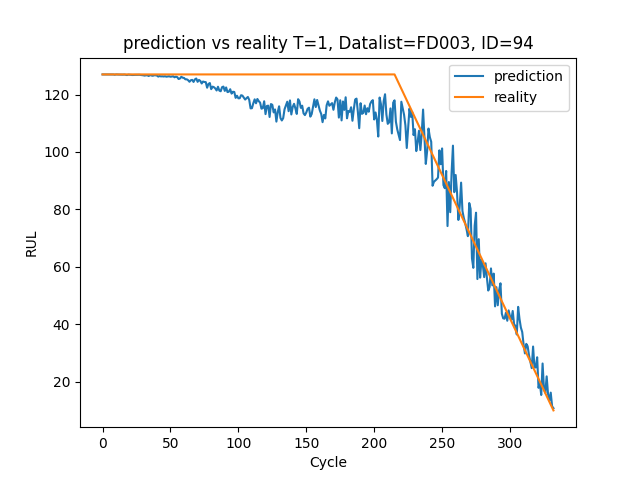 prediction vs reality T=1, Datalist=FD003, ID=94
prediction
reality
RUL
120
100
80
60
40
20
0 50 100 150 200 250 300
Cycle